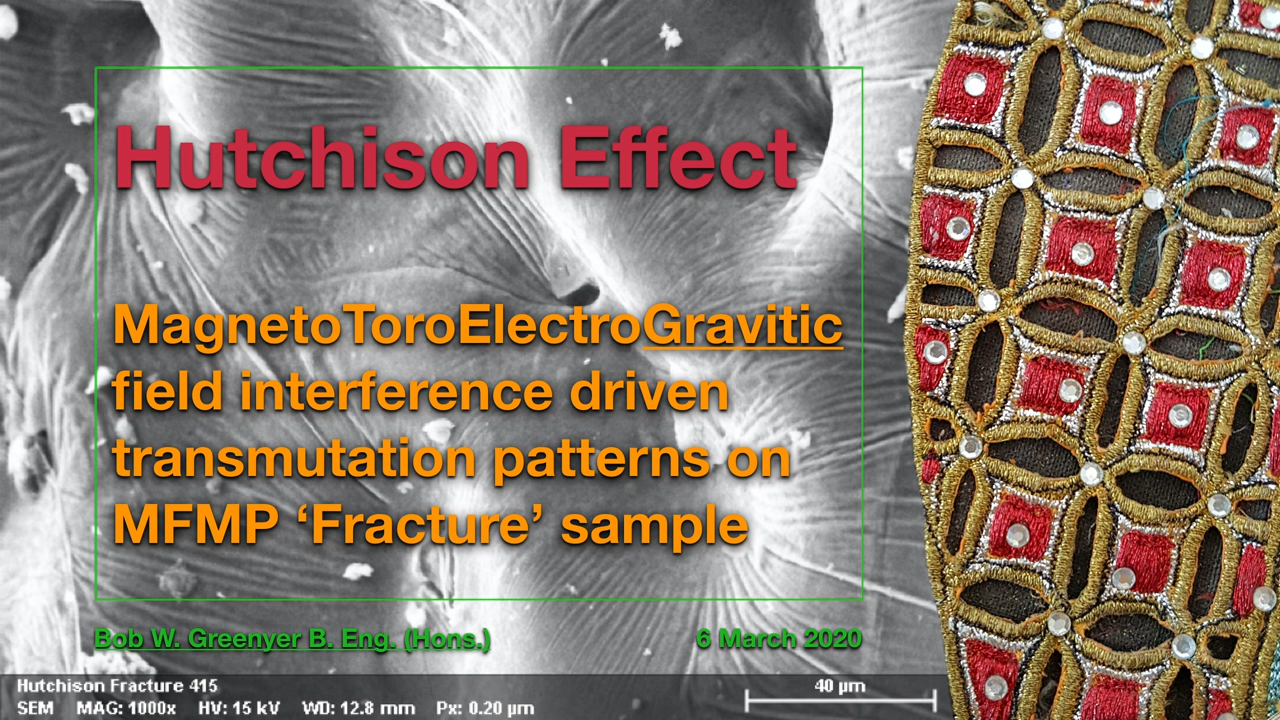 Hutchison Effect
MagnetoToroElectroGravitic
field interference driven
transmutation patterns on
MFMP ‘Fracture’ sample
Bob W. Greenyer B. Eng. (Hons.)
6 March 2020
Hutchison Fracture 415
40 µm
SEM MAG: 1000x HV: 15 kV WD: 12.8 mm Px: 0.20 µm